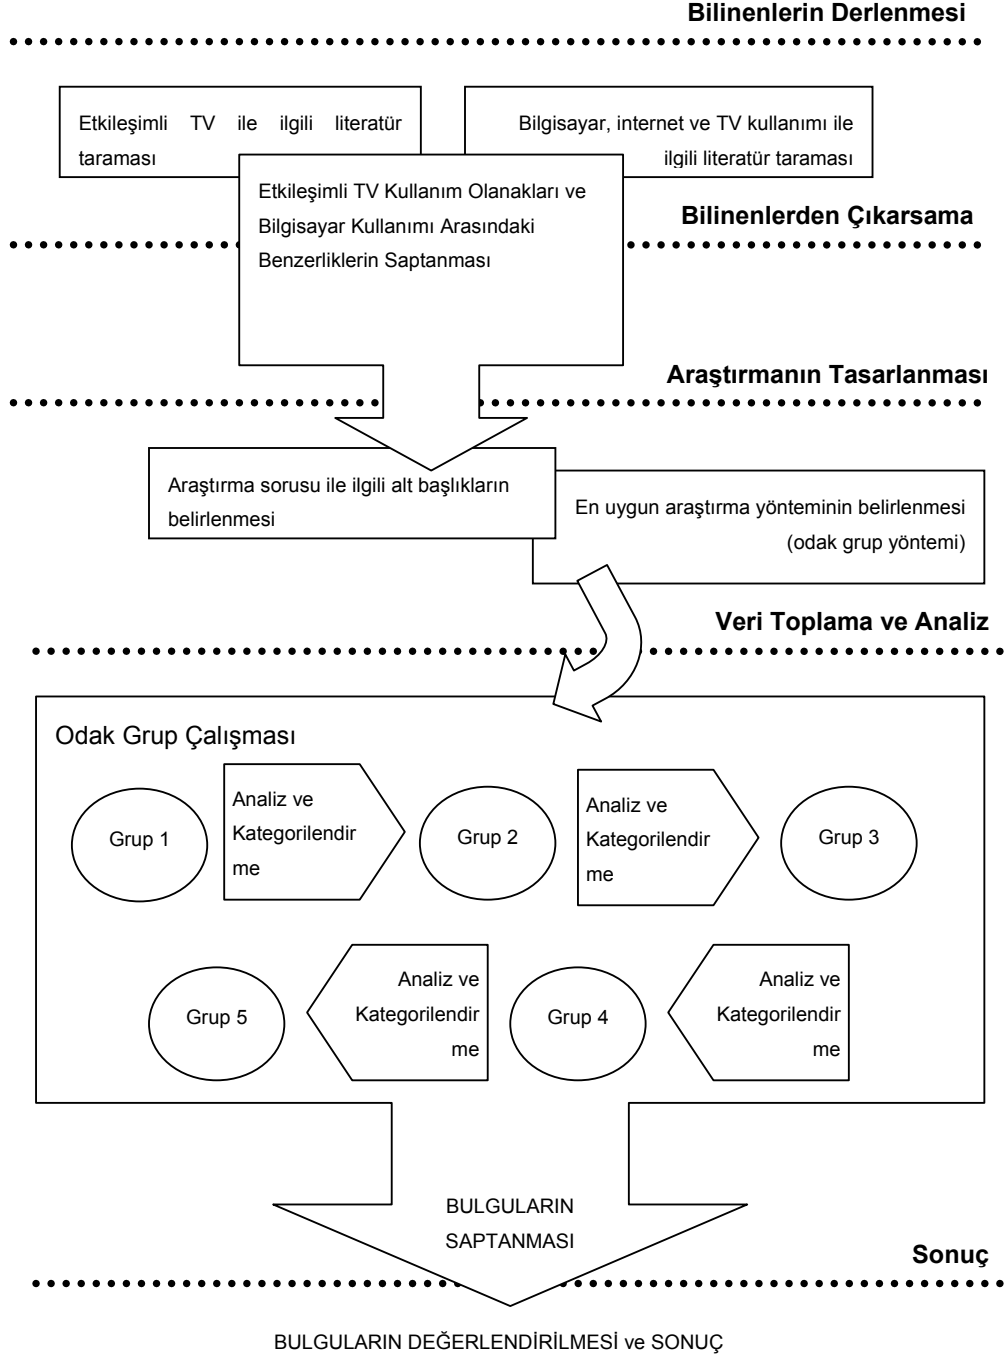 Bilinenlerin Derlenmesi
Etkileşimli TV ile ilgili literatür
taraması
Bilgisayar, internet ve TV kullanımı ile
ilgili literatür taraması
Etkileşimli TV Kullanım Olanakları ve
Bilgisayar Kullanımı Arasındaki
Benzerliklerin Saptanması
Bilinenlerden Çıkarsama
Araştırmanın Tasarlanması
Araştırma sorusu ile ilgili alt başlıkların
belirlenmesi
En uygun araştırma yönteminin belirlenmesi
(odak grup yöntemi)
Veri Toplama ve Analiz
Odak Grup Çalışması
Grup 1
Analiz ve
Kategorilendir
me
Grup 2
Analiz ve
Kategorilendir
me
Grup 3
Grup 5
Analiz ve
Kategorilendir
me
Grup 4
Analiz ve
Kategorilendir
me
BULGULARIN
SAPTANMASI
Sonuç
BULGULARIN DEĞERLENDİRİLMESİ ve SONUÇ